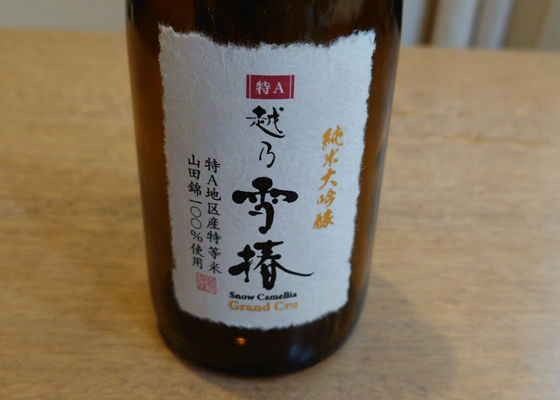 特A
純米大吟醸
越乃雪椿
特A地区産特等米
山田錦一〇〇%使用
Snow Camellia
Grand Cru